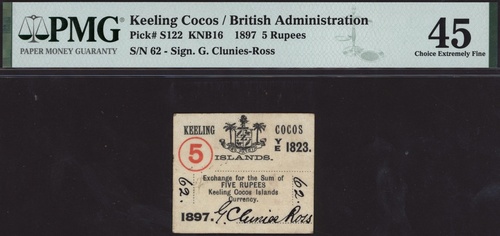 PMG
PAPER MONEY GUARANTY
Keeling Cocos / British Administration
Pick# S122 KNB16 1897 5 Rupees
S/N 62 - Sign. G. Clunies-Ross
45
Choice Extremely Fine
KEELING COCOS
5
Y E 1823.
ISLANDS.
Exchange for the Sum of
FIVE RUPEES
Keeling Cocos Islands
Currency.
62.
62.
1897. G. Clunies Ross